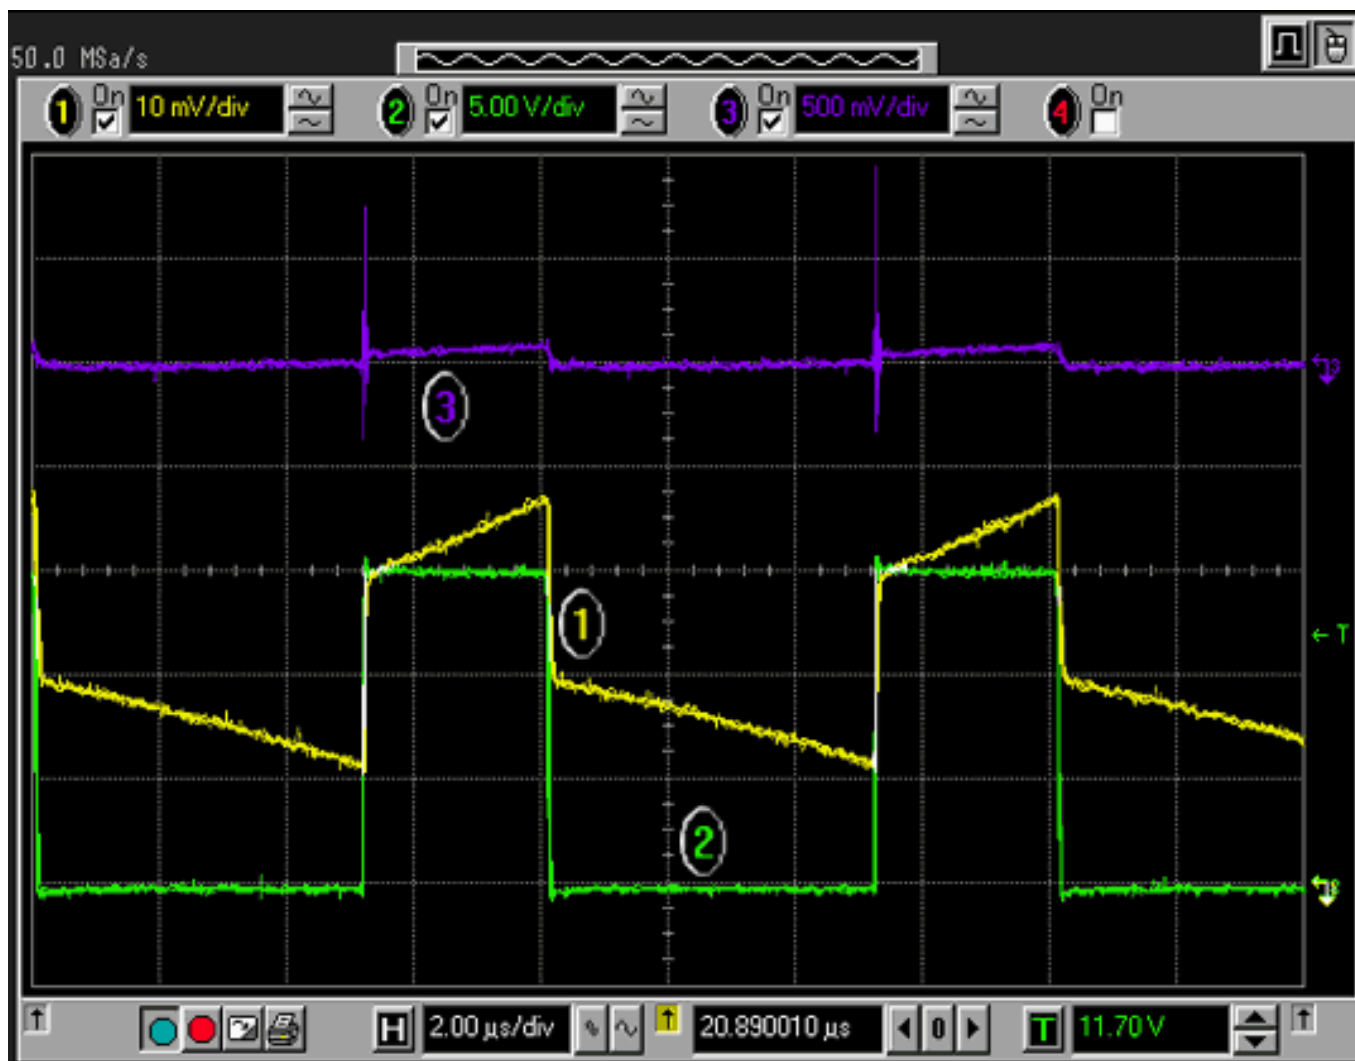 50.0 MSa/s
1 On 10 mV/div 2 On 5.00 V/div 3 On 500 mV/div 4 On
3
1
T
2
H 2.00 µs/div 20.890010 µs 0 T 11.70 V